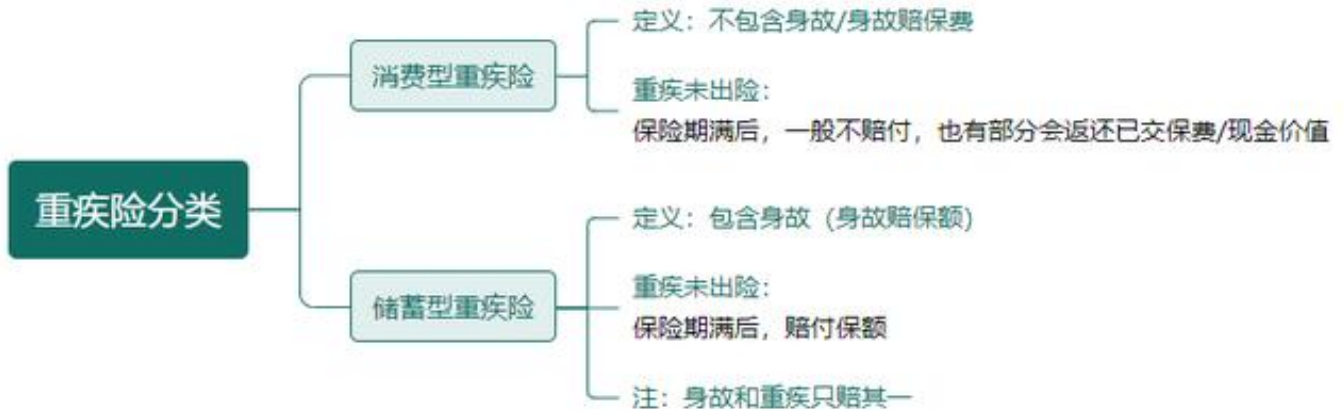 重疾险分类
消费型重疾险
定义：不包含身故/身故赔保费
重疾未出险：
保险期满后，一般不赔付，也有部分会返还已交保费/现金价值
储蓄型重疾险
定义：包含身故（身故赔保额）
重疾未出险：
保险期满后，赔付保额
注：身故和重疾只赔其一